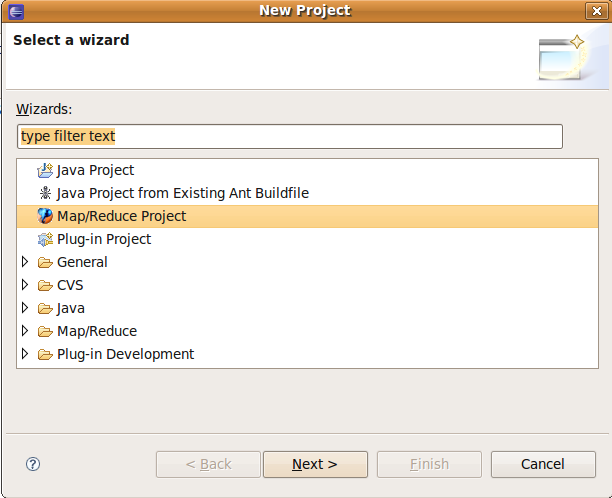 New Project
Select a wizard
Wizards:
type filter text
Java Project
Java Project from Existing Ant Buildfile
Map/Reduce Project
Plug-in Project
General
CVS
Java
Map/Reduce
Plug-in Development
? < Back Next > Finish Cancel